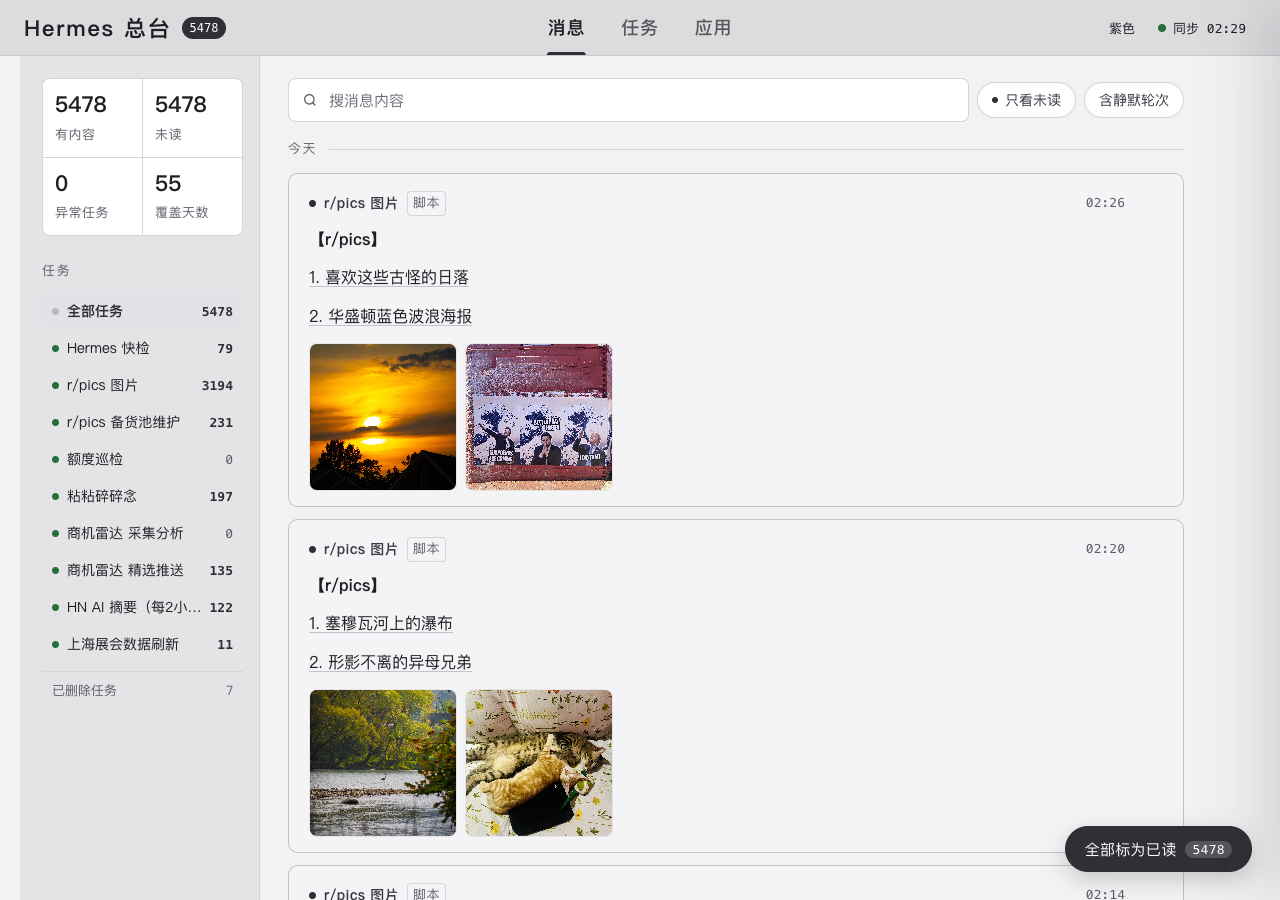 Hermes 总台 5478
消息 任务 应用
紫色 同步 02:29
5478 有内容
5478 未读
0 异常任务
55 覆盖天数
任务
全部任务 5478
Hermes 快检 79
r/pics 图片 3194
r/pics 备货池维护 231
额度巡检 0
粘粘碎碎念 197
商机雷达 采集分析 0
商机雷达 精选推送 135
HN AI 摘要（每2小... 122
上海展会数据刷新 11
已删除任务 7
搜消息内容
只看未读
含静默轮次
今天
r/pics 图片 脚本 02:26
【r/pics】
1. 喜欢这些古怪的日落
2. 华盛顿蓝色波浪海报
r/pics 图片 脚本 02:20
【r/pics】
1. 塞穆瓦河上的瀑布
2. 形影不离的异母兄弟
r/pics 图片 脚本 02:14
全部标为已读 5478